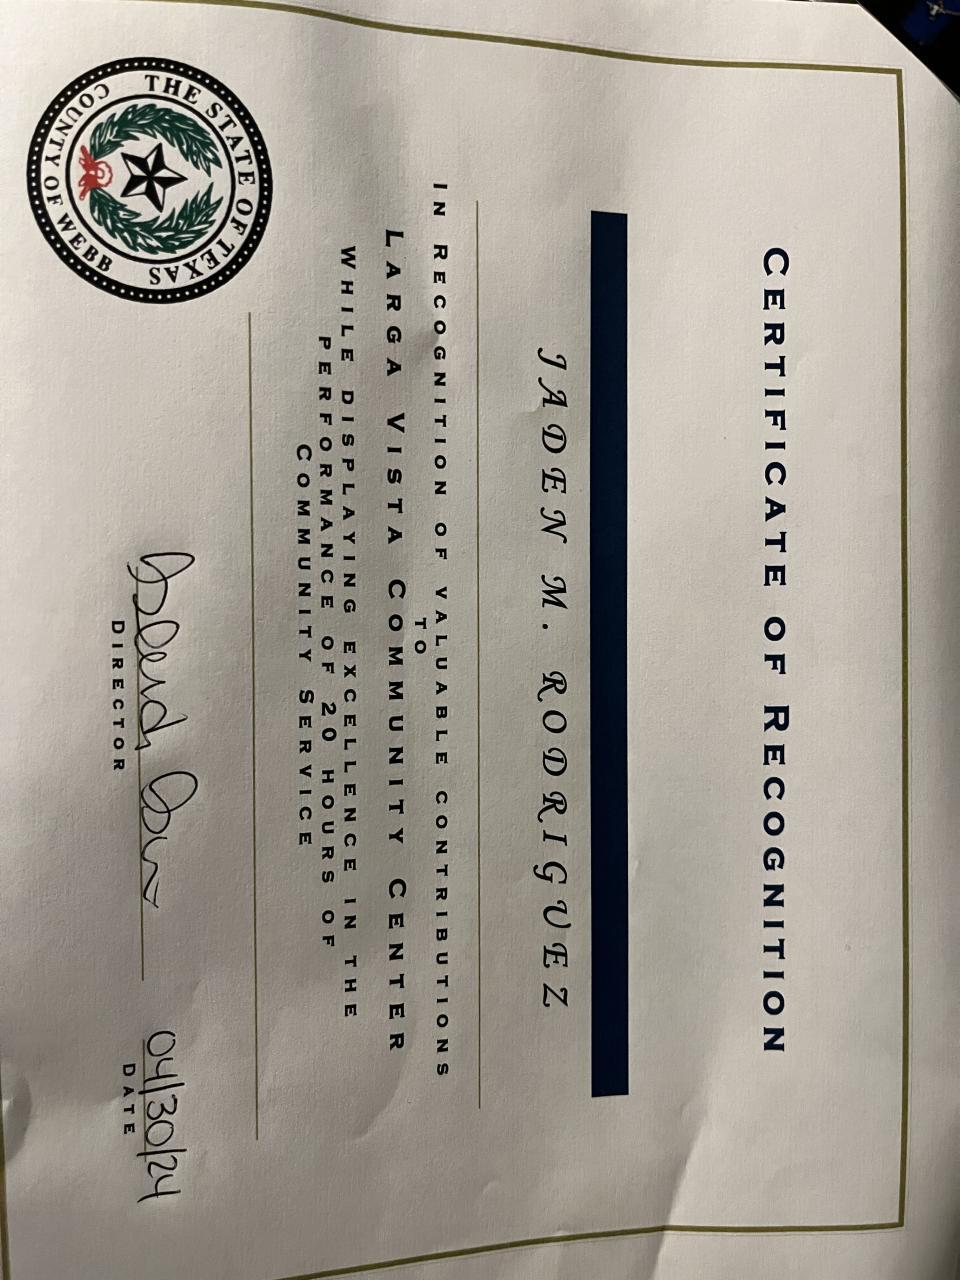 CERTIFICATE OF RECOGNITION
JADEN M. RODRIGUEZ
IN RECOGNITION OF VALUABLE CONTRIBUTIONS
TO
LARGA VISTA COMMUNITY CENTER
WHILE DISPLAYING EXCELLENCE IN THE
PERFORMANCE OF 20 HOURS OF
COMMUNITY SERVICE
THE STATE OF TEXAS
COUNTY OF WEBB
04/30/24
DIRECTOR
DATE